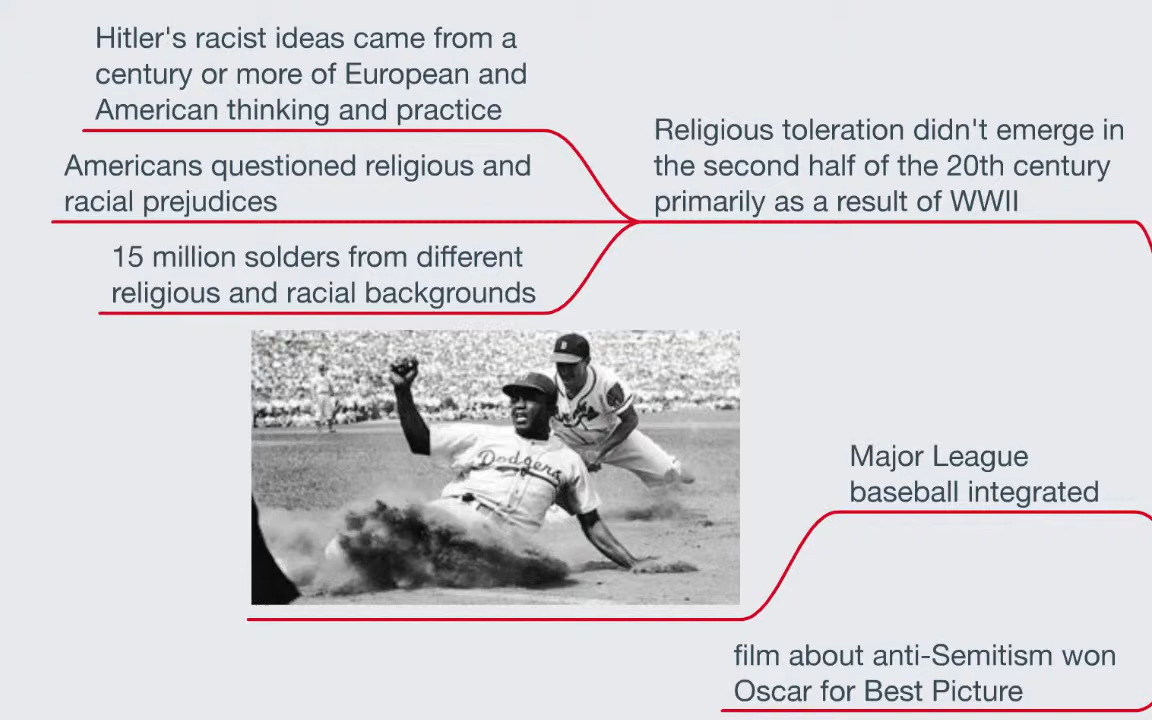 Hitler's racist ideas came from a
century or more of European and
American thinking and practice
Americans questioned religious and
racial prejudices
15 million solders from different
religious and racial backgrounds
Religious toleration didn't emerge in
the second half of the 20th century
primarily as a result of WWII
B
Dodgers
Major League
baseball integrated
film about anti-Semitism won
Oscar for Best Picture